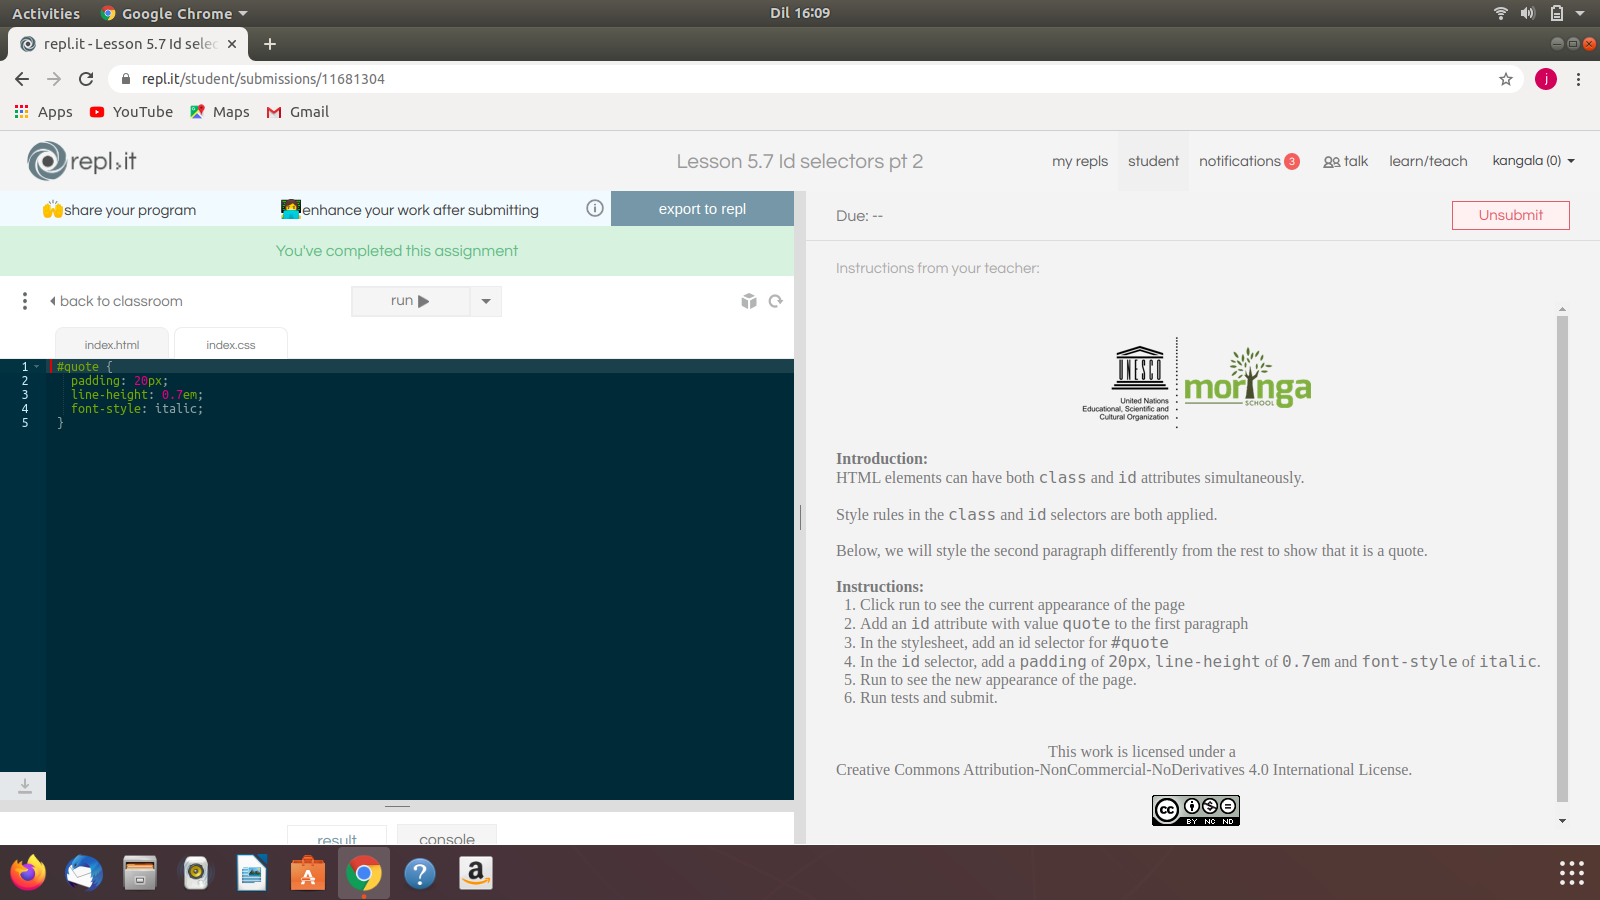 Activities
Google Chrome
Dil 16:09
repl.it - Lesson 5.7 Id selec
repl.it/student/submissions/11681304
j
Apps
YouTube
Maps
Gmail
repl.it
Lesson 5.7 Id selectors pt 2
my repls
student
notifications 3
talk
learn/teach
kangala (0)
share your program
enhance your work after submitting
export to repl
You've completed this assignment
back to classroom
run
index.html
index.css
1 #quote {
2 padding: 20px;
3 line-height: 0.7em;
4 font-style: italic;
5 }
result
console
Due: --
Unsubmit
Instructions from your teacher:
UNESCO
United Nations
Educational, Scientific and
Cultural Organization
moringa
SCHOOL
Introduction:
HTML elements can have both class and id attributes simultaneously.
Style rules in the class and id selectors are both applied.
Below, we will style the second paragraph differently from the rest to show that it is a quote.
Instructions:
1. Click run to see the current appearance of the page
2. Add an id attribute with value quote to the first paragraph
3. In the stylesheet, add an id selector for #quote
4. In the id selector, add a padding of 20px, line-height of 0.7em and font-style of italic.
5. Run to see the new appearance of the page.
6. Run tests and submit.
This work is licensed under a
Creative Commons Attribution-NonCommercial-NoDerivatives 4.0 International License.
cc
BY NC ND